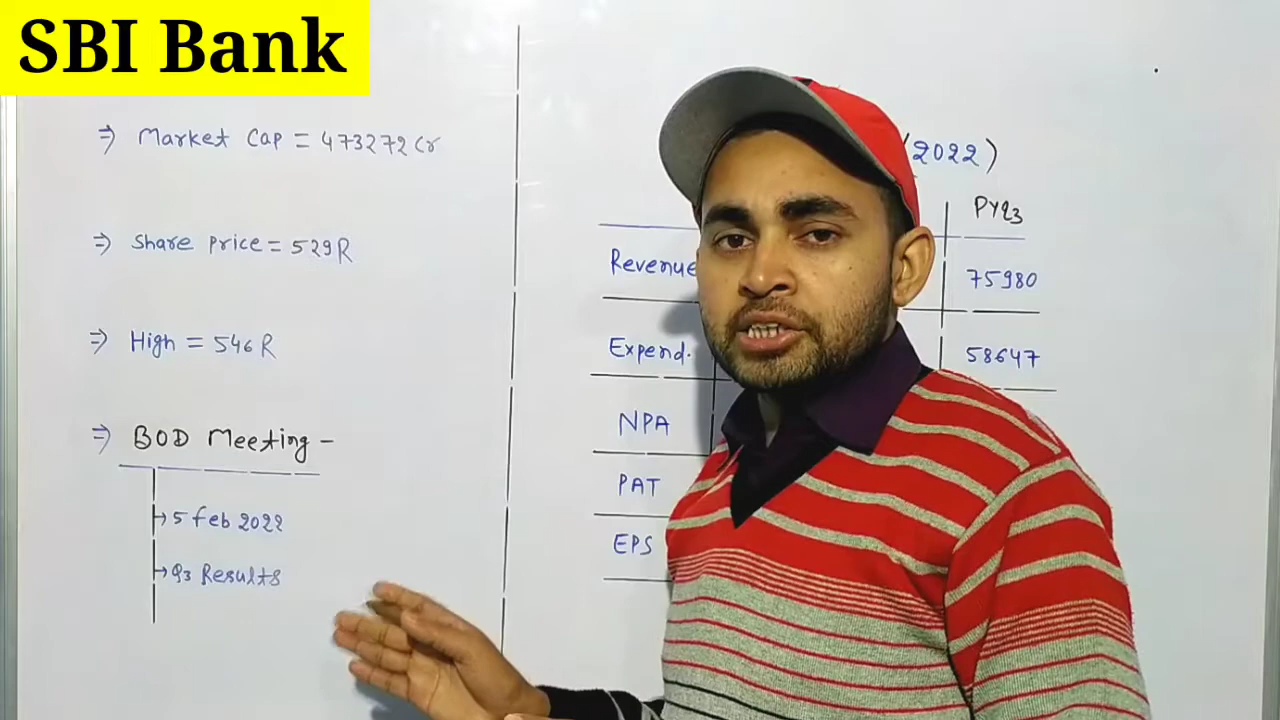 SBI Bank
⇒ Market Cap = 473272 Cr
⇒ Share price = 529 R
⇒ High = 546 R
⇒ BOD Meeting -
→ 5 feb 2022
→ Q3 Results
(2022)
PYQ3
Revenue 75980
Expend. 58647
NPA
PAT
EPS